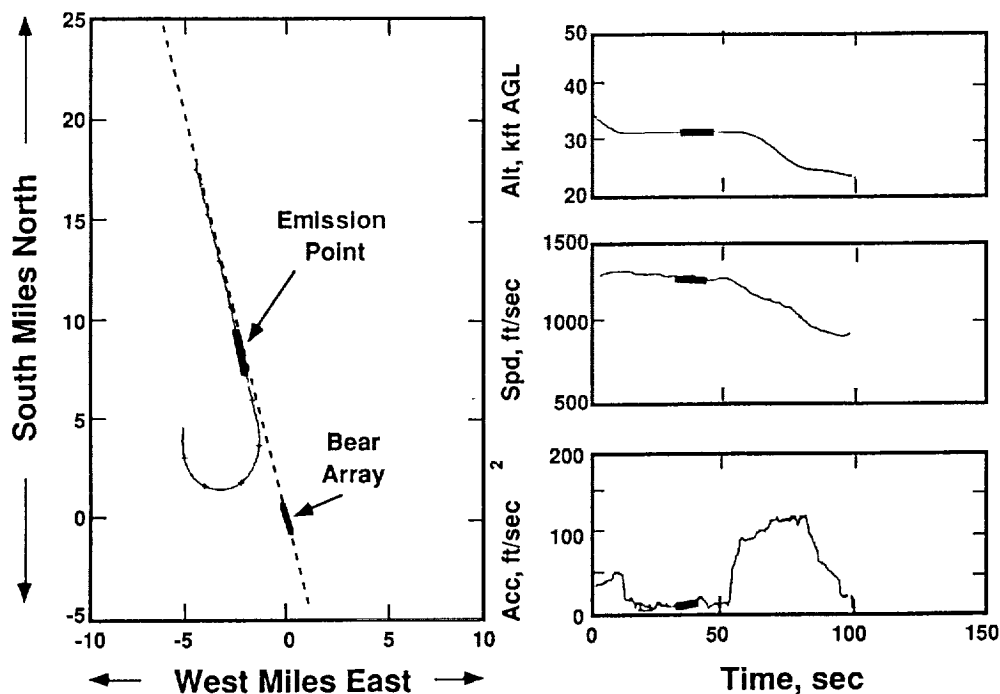 25
20
15
10
5
0
-5
-10
-5
0
5
10
South Miles North
West Miles East
Emission
Point
Bear
Array
50
40
30
20
Alt, kft AGL
1500
1000
500
Spd, ft/sec
200
100
0
Acc, ft/sec 2
0
50
100
150
Time, sec